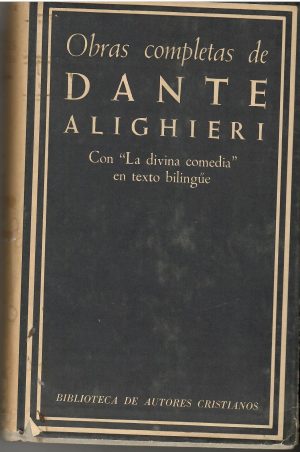 Obras completas de
DANTE
ALIGHIERI
Con "La divina comedia"
en texto bilingüe
BIBLIOTECA DE AUTORES CRISTIANOS